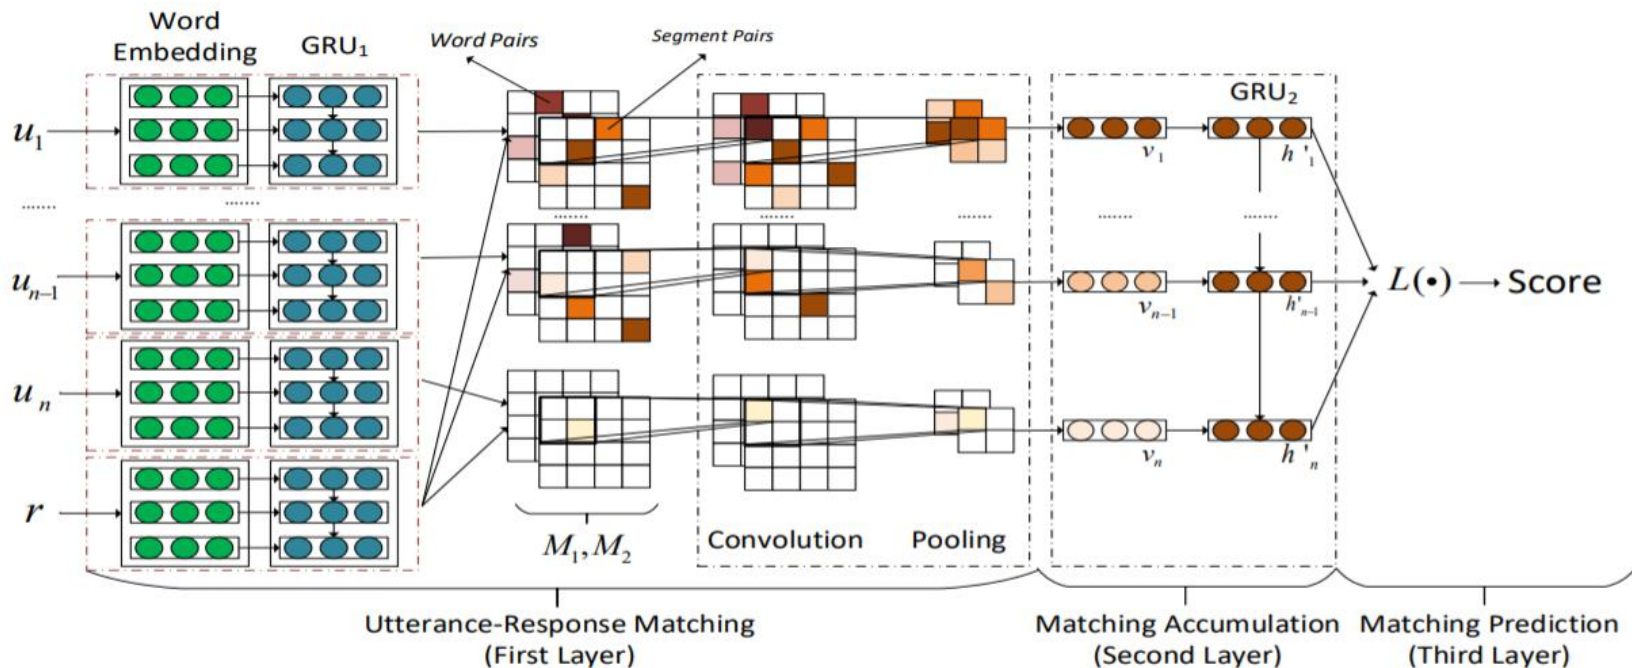 Word
Embedding
GRU₁
Word Pairs
Segment Pairs
GRU₂
u₁
v₁
h'₁
.......
.......
.......
.......
.......
.......
.......
uₙ₋₁
vₙ₋₁
h'ₙ₋₁
L(•)
Score
uₙ
vₙ
h'ₙ
r
M₁, M₂
Convolution
Pooling
Utterance-Response Matching
(First Layer)
Matching Accumulation
(Second Layer)
Matching Prediction
(Third Layer)